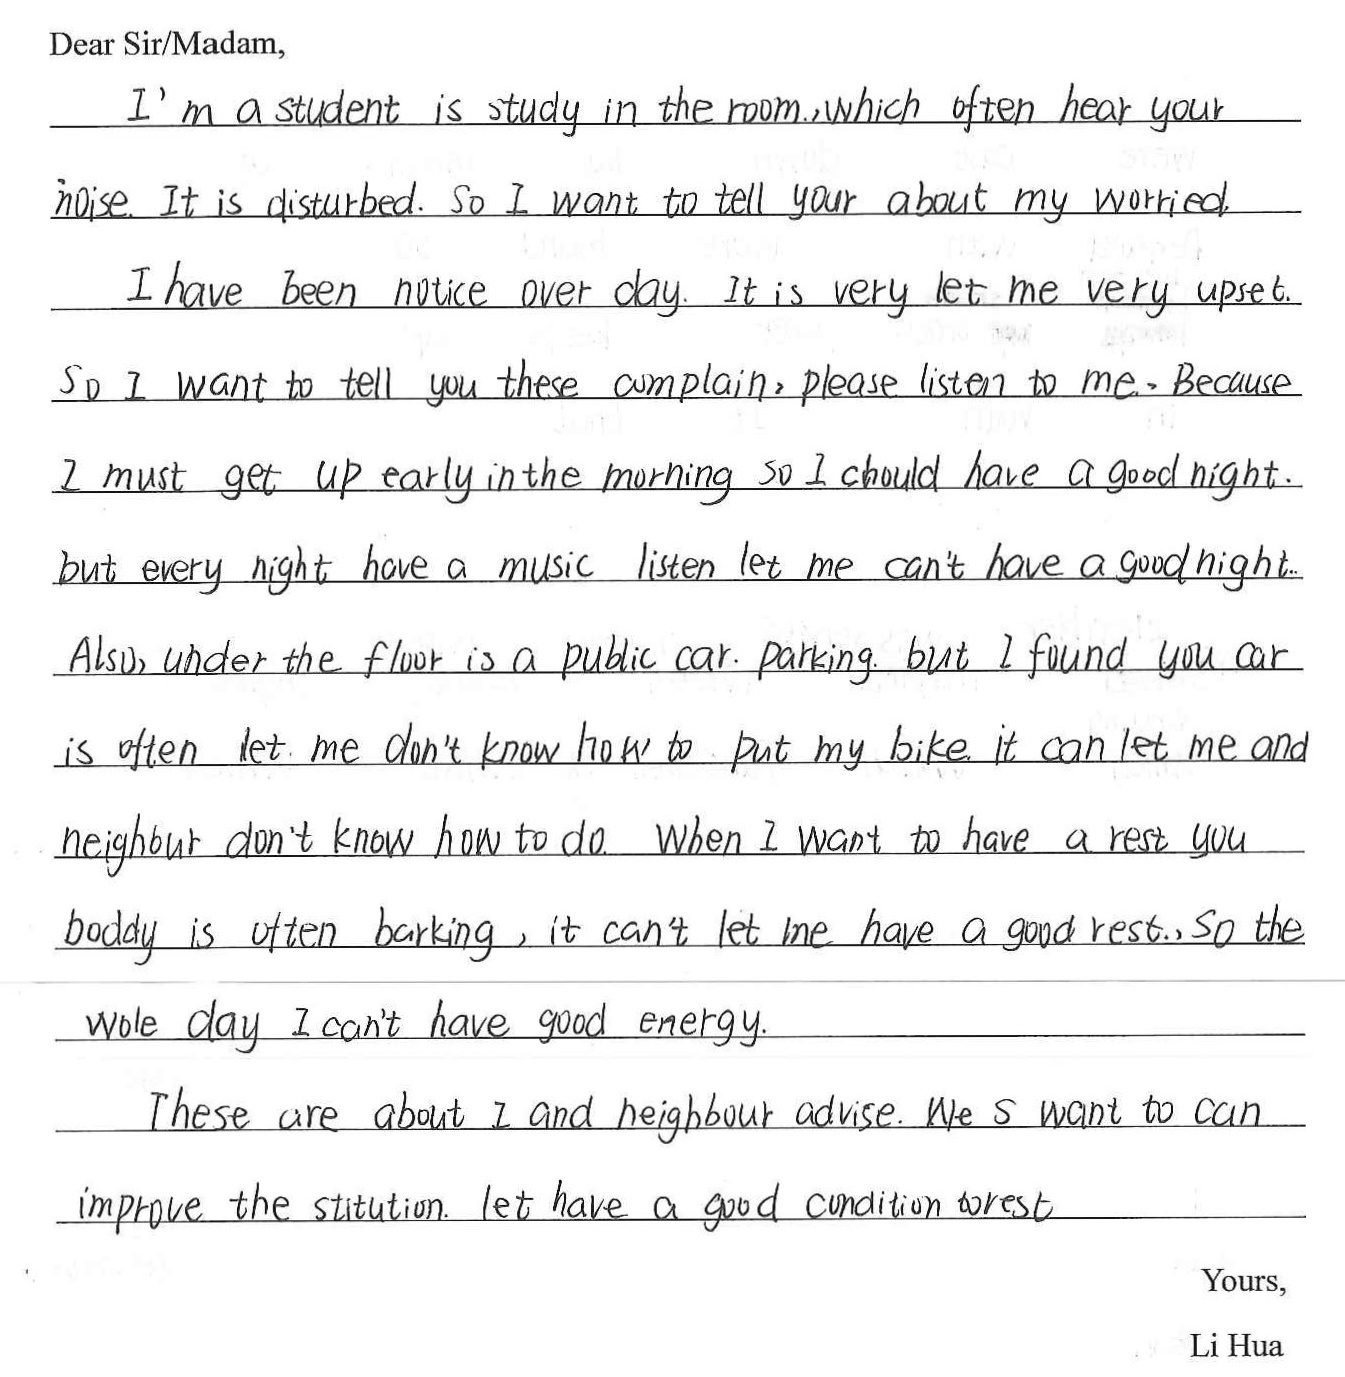 Dear Sir/Madam,
I'm a student is study in the room, which often hear your
noise. It is disturbed. So I want to tell your about my worried.
I have been notice over day. It is very let me very upset.
So I want to tell you these complain, please listen to me. Because
I must get up early in the morning so I chould have a good night.
but every night have a music listen let me can't have a good night.
Also, under the floor is a public car. parking. but I found you car
is often let me don't know how to put my bike. it can let me and
neighbur don't know how to do. When I want to have a rest you
boddy is often barking, it can't let me have a good rest., So the
wole day I can't have good energy.
These are about I and neighbour advise. We S want to can
improve the stitution. let have a good condition to rest
Yours,
Li Hua